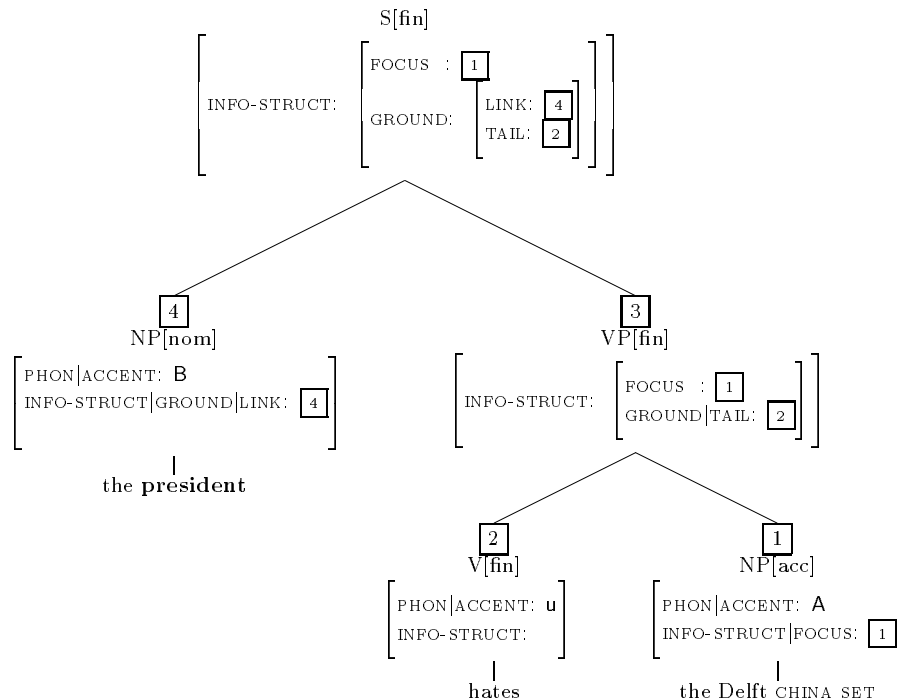 S[fin]
INFO-STRUCT: FOCUS : 1
GROUND: LINK: 4
TAIL: 2
4
NP[nom]
PHON|ACCENT: B
INFO-STRUCT|GROUND|LINK: 4
the president
3
VP[fin]
INFO-STRUCT: FOCUS : 1
GROUND|TAIL: 2
2
V[fin]
PHON|ACCENT: u
INFO-STRUCT:
hates
1
NP[acc]
PHON|ACCENT: A
INFO-STRUCT|FOCUS: 1
the Delft CHINA SET